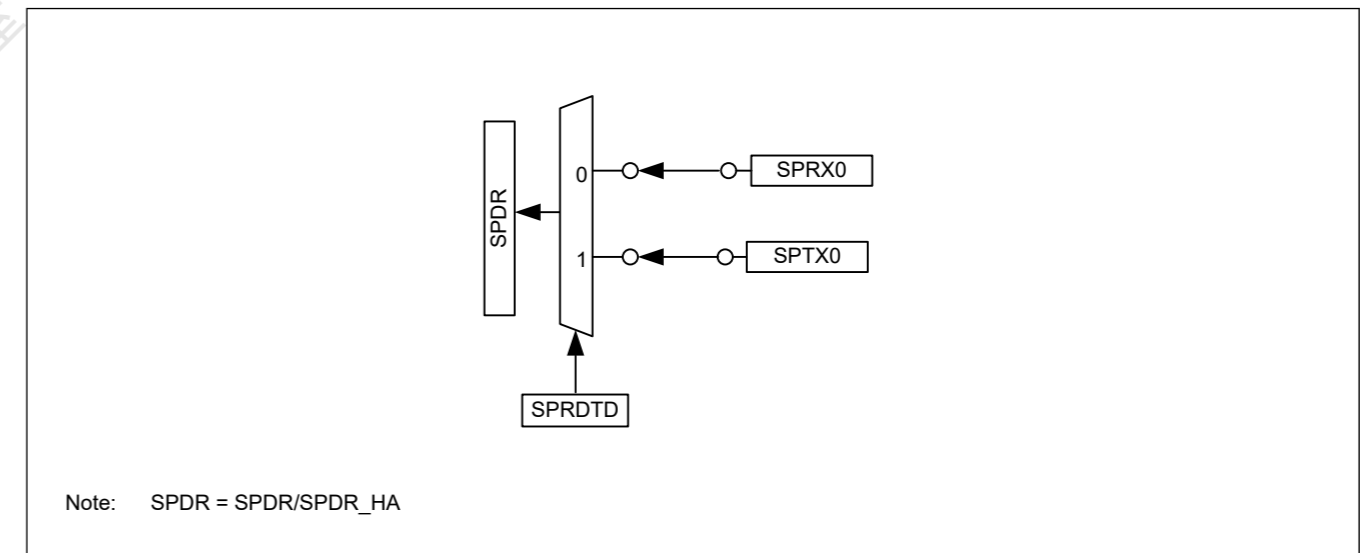 0
SPRX0
SPDR
1
SPTX0
SPRDTD
Note: SPDR = SPDR/SPDR_HA